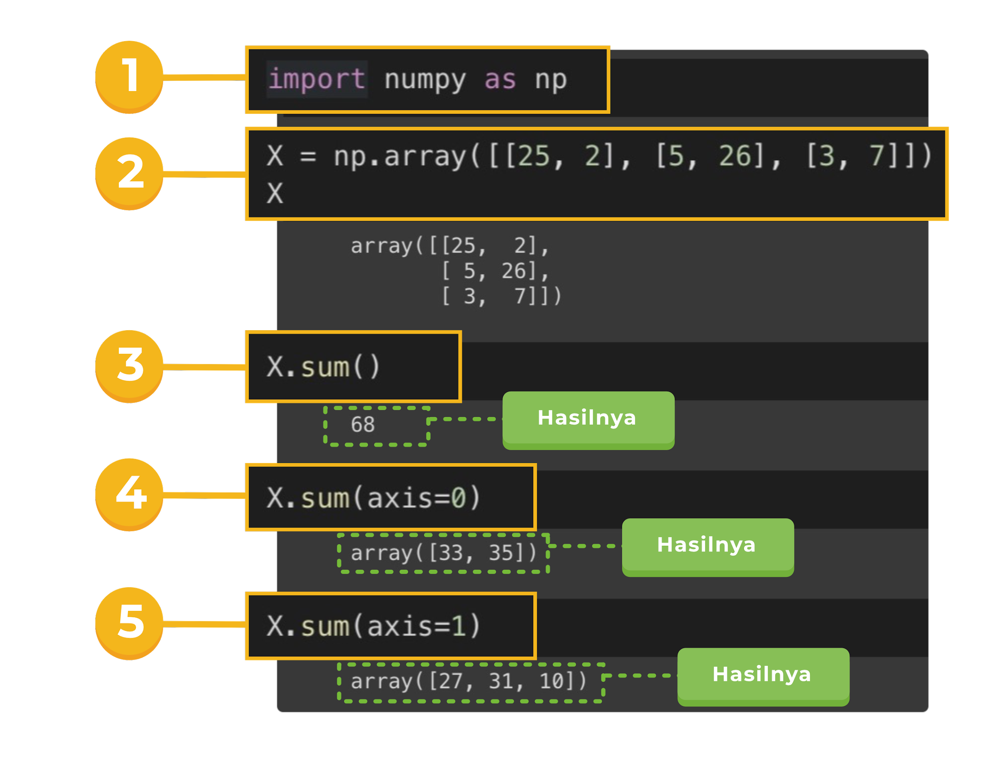 1
import numpy as np
2
X = np.array([[25, 2], [5, 26], [3, 7]])
X
array([[25,  2],
       [ 5, 26],
       [ 3,  7]])
3
X.sum()
68
Hasilnya
4
X.sum(axis=0)
array([33, 35])
Hasilnya
5
X.sum(axis=1)
array([27, 31, 10])
Hasilnya